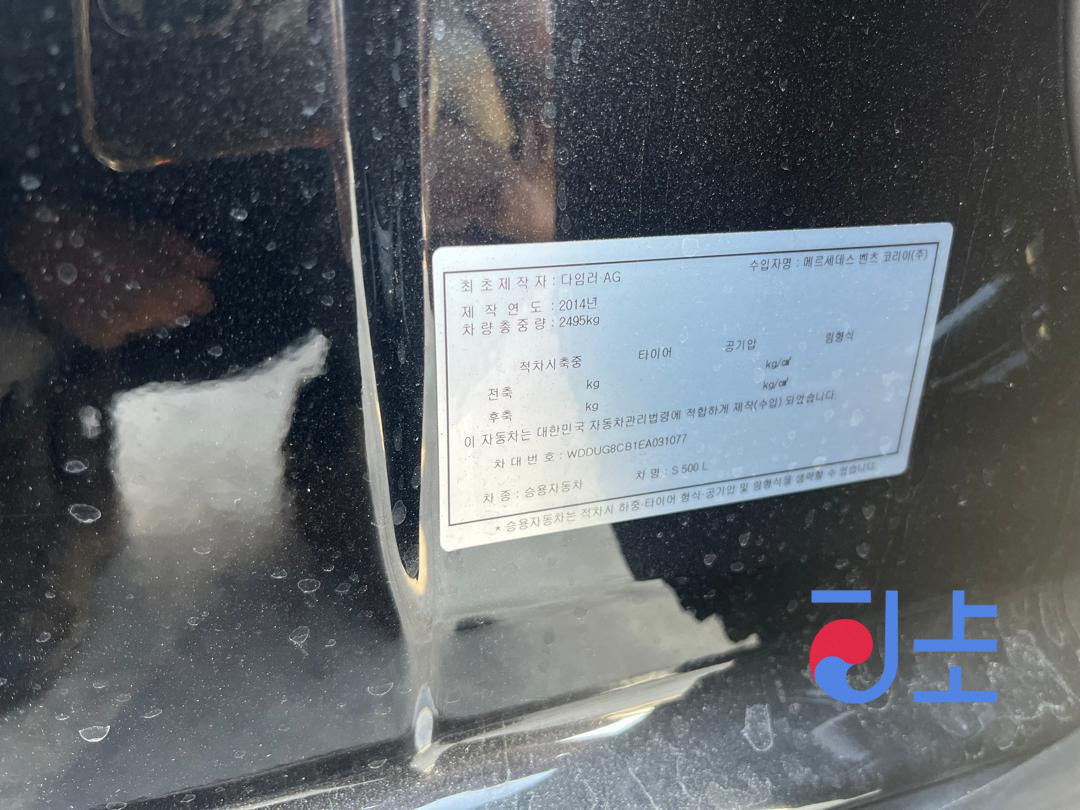 최초제작자 : 다임러 AG 수입자명 : 메르세데스 벤츠 코리아(주)
제작연도 : 2014년
차량총중량 : 2495kg
적차시축중 타이어 공기압 림형식
전축 kg kg/㎠
후축 kg kg/㎠
이 자동차는 대한민국 자동차관리법령에 적합하게 제작(수입) 되었습니다.
차대번호 : WDDUG8CB1EA031077
차종 : 승용자동차 차명 : S 500 L
* 승용자동차는 적차시 하중·타이어 형식·공기압 및 림형식을 생략할 수 있습니다.